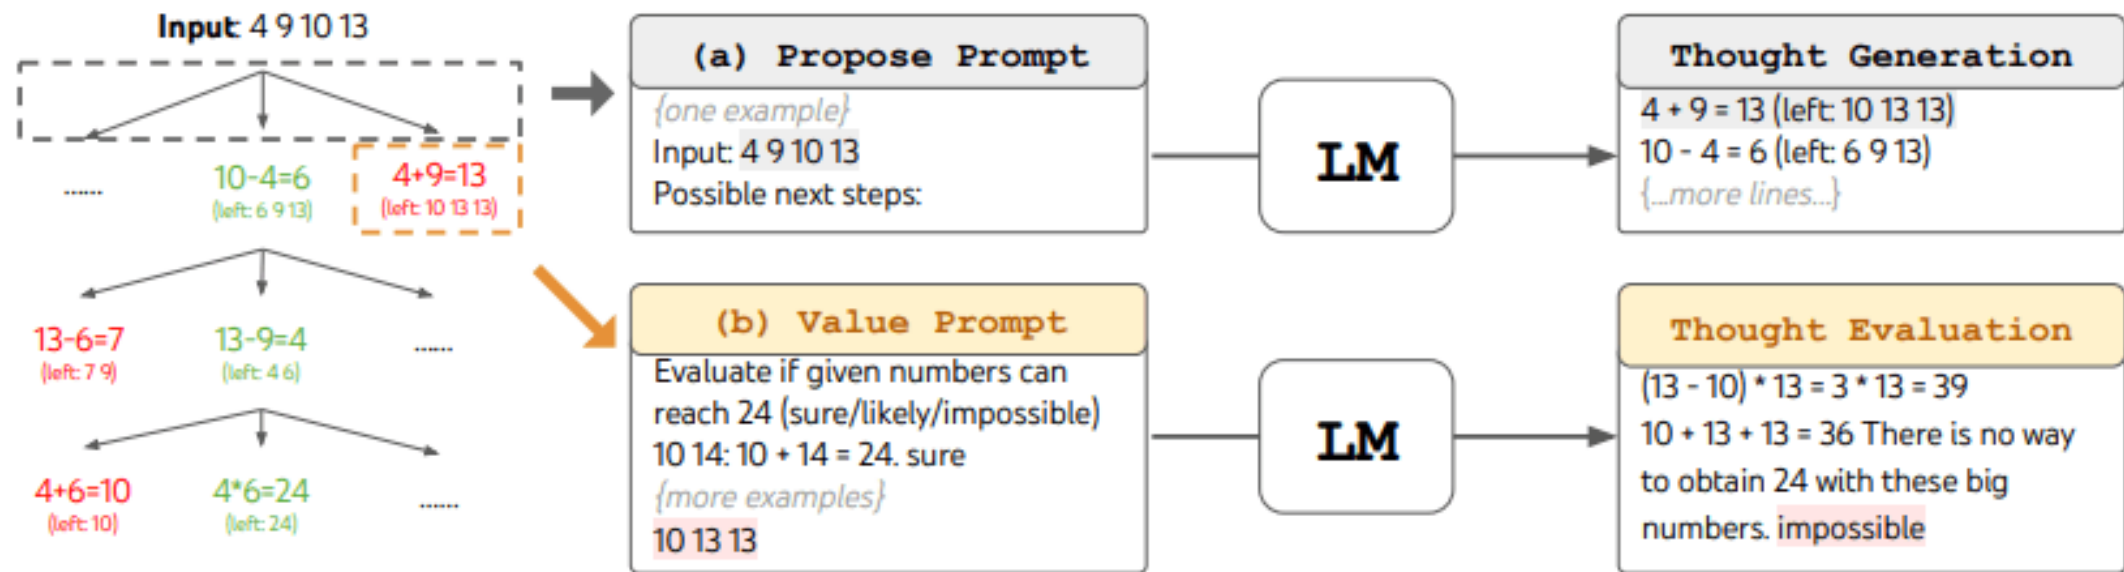 Input: 4 9 10 13
......
10-4=6
(left: 6 9 13)
4+9=13
(left: 10 13 13)
13-6=7
(left: 7 9)
13-9=4
(left: 4 6)
......
4+6=10
(left: 10)
4*6=24
(left: 24)
......
(a) Propose Prompt
{one example}
Input: 4 9 10 13
Possible next steps:
LM
Thought Generation
4 + 9 = 13 (left: 10 13 13)
10 - 4 = 6 (left: 6 9 13)
{...more lines...}
(b) Value Prompt
Evaluate if given numbers can
reach 24 (sure/likely/impossible)
10 14: 10 + 14 = 24. sure
{more examples}
10 13 13
LM
Thought Evaluation
(13 - 10) * 13 = 3 * 13 = 39
10 + 13 + 13 = 36 There is no way
to obtain 24 with these big
numbers. impossible